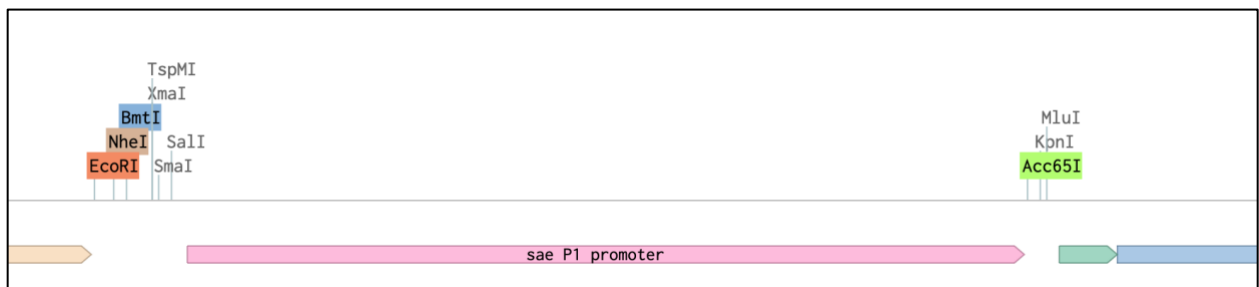 TspMI
XmaI
BmtI
MluI
NheI
SalI
KpnI
EcoRI
SmaI
Acc65I
sae P1 promoter